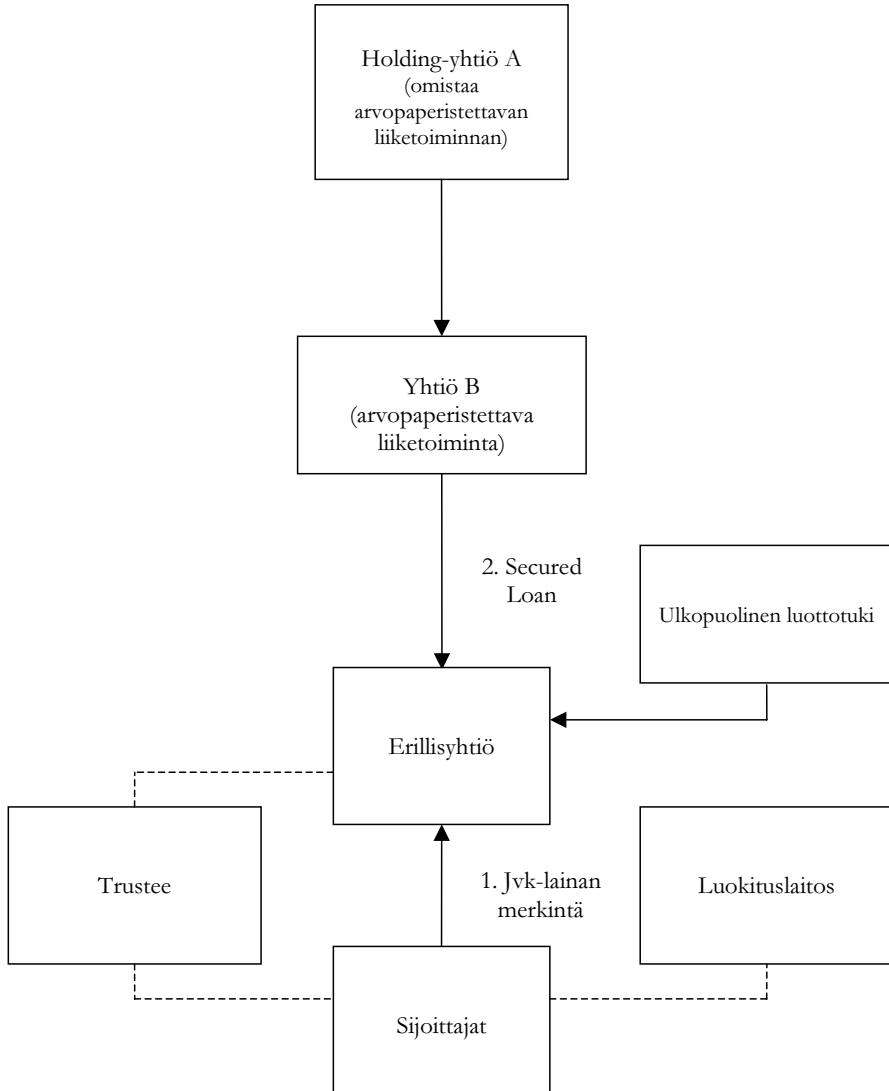 Holding-yhtiö A
(omistaa
arvopaperistettavan
liiketoiminnan)
Yhtiö B
(arvopaperistettava
liiketoiminta)
2. Secured
Loan
Ulkopuolinen luottotuki
Erillisyhtiö
Trustee
1. Jvk-lainan
merkintä
Luokituslaitos
Sijoittajat